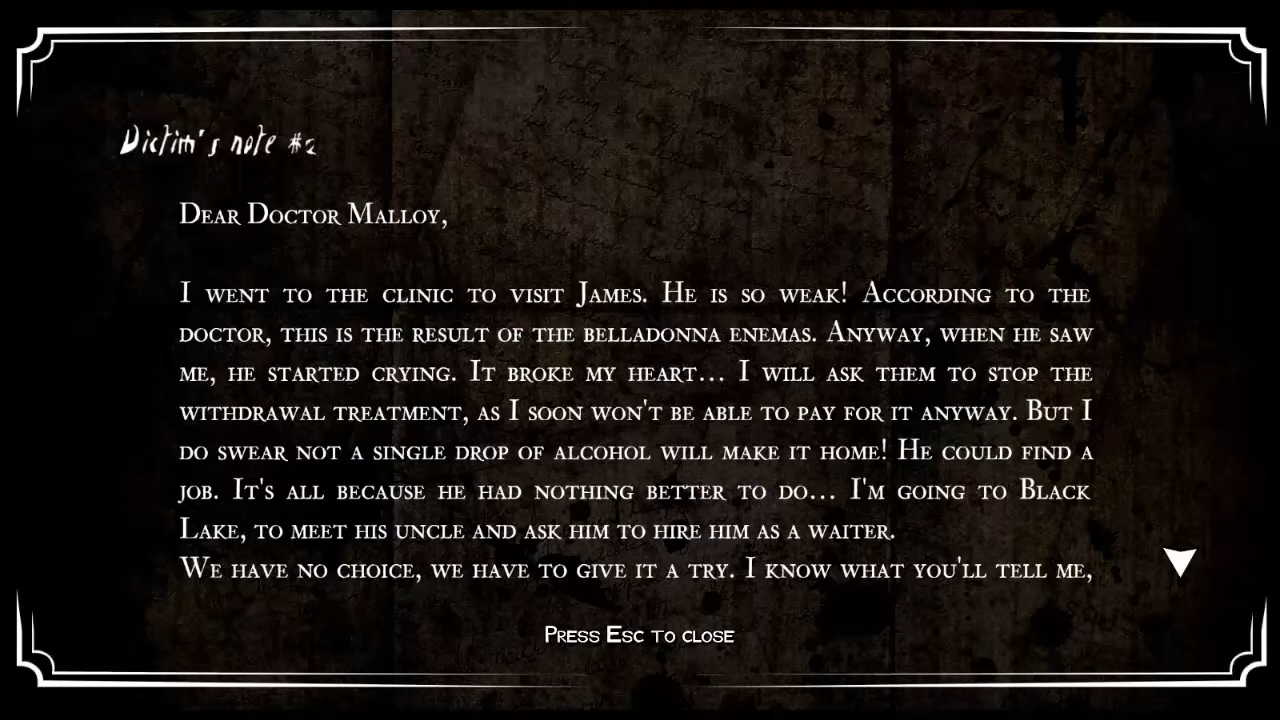 Victim's note #2
Dear Doctor Malloy,
I went to the clinic to visit James. He is so weak! According to the
doctor, this is the result of the belladonna enemas. Anyway, when he saw
me, he started crying. It broke my heart... I will ask them to stop the
withdrawal treatment, as I soon won't be able to pay for it anyway. But I
do swear not a single drop of alcohol will make it home! He could find a
job. It's all because he had nothing better to do... I'm going to Black
Lake, to meet his uncle and ask him to hire him as a waiter.
We have no choice, we have to give it a try. I know what you'll tell me,
Press Esc to close